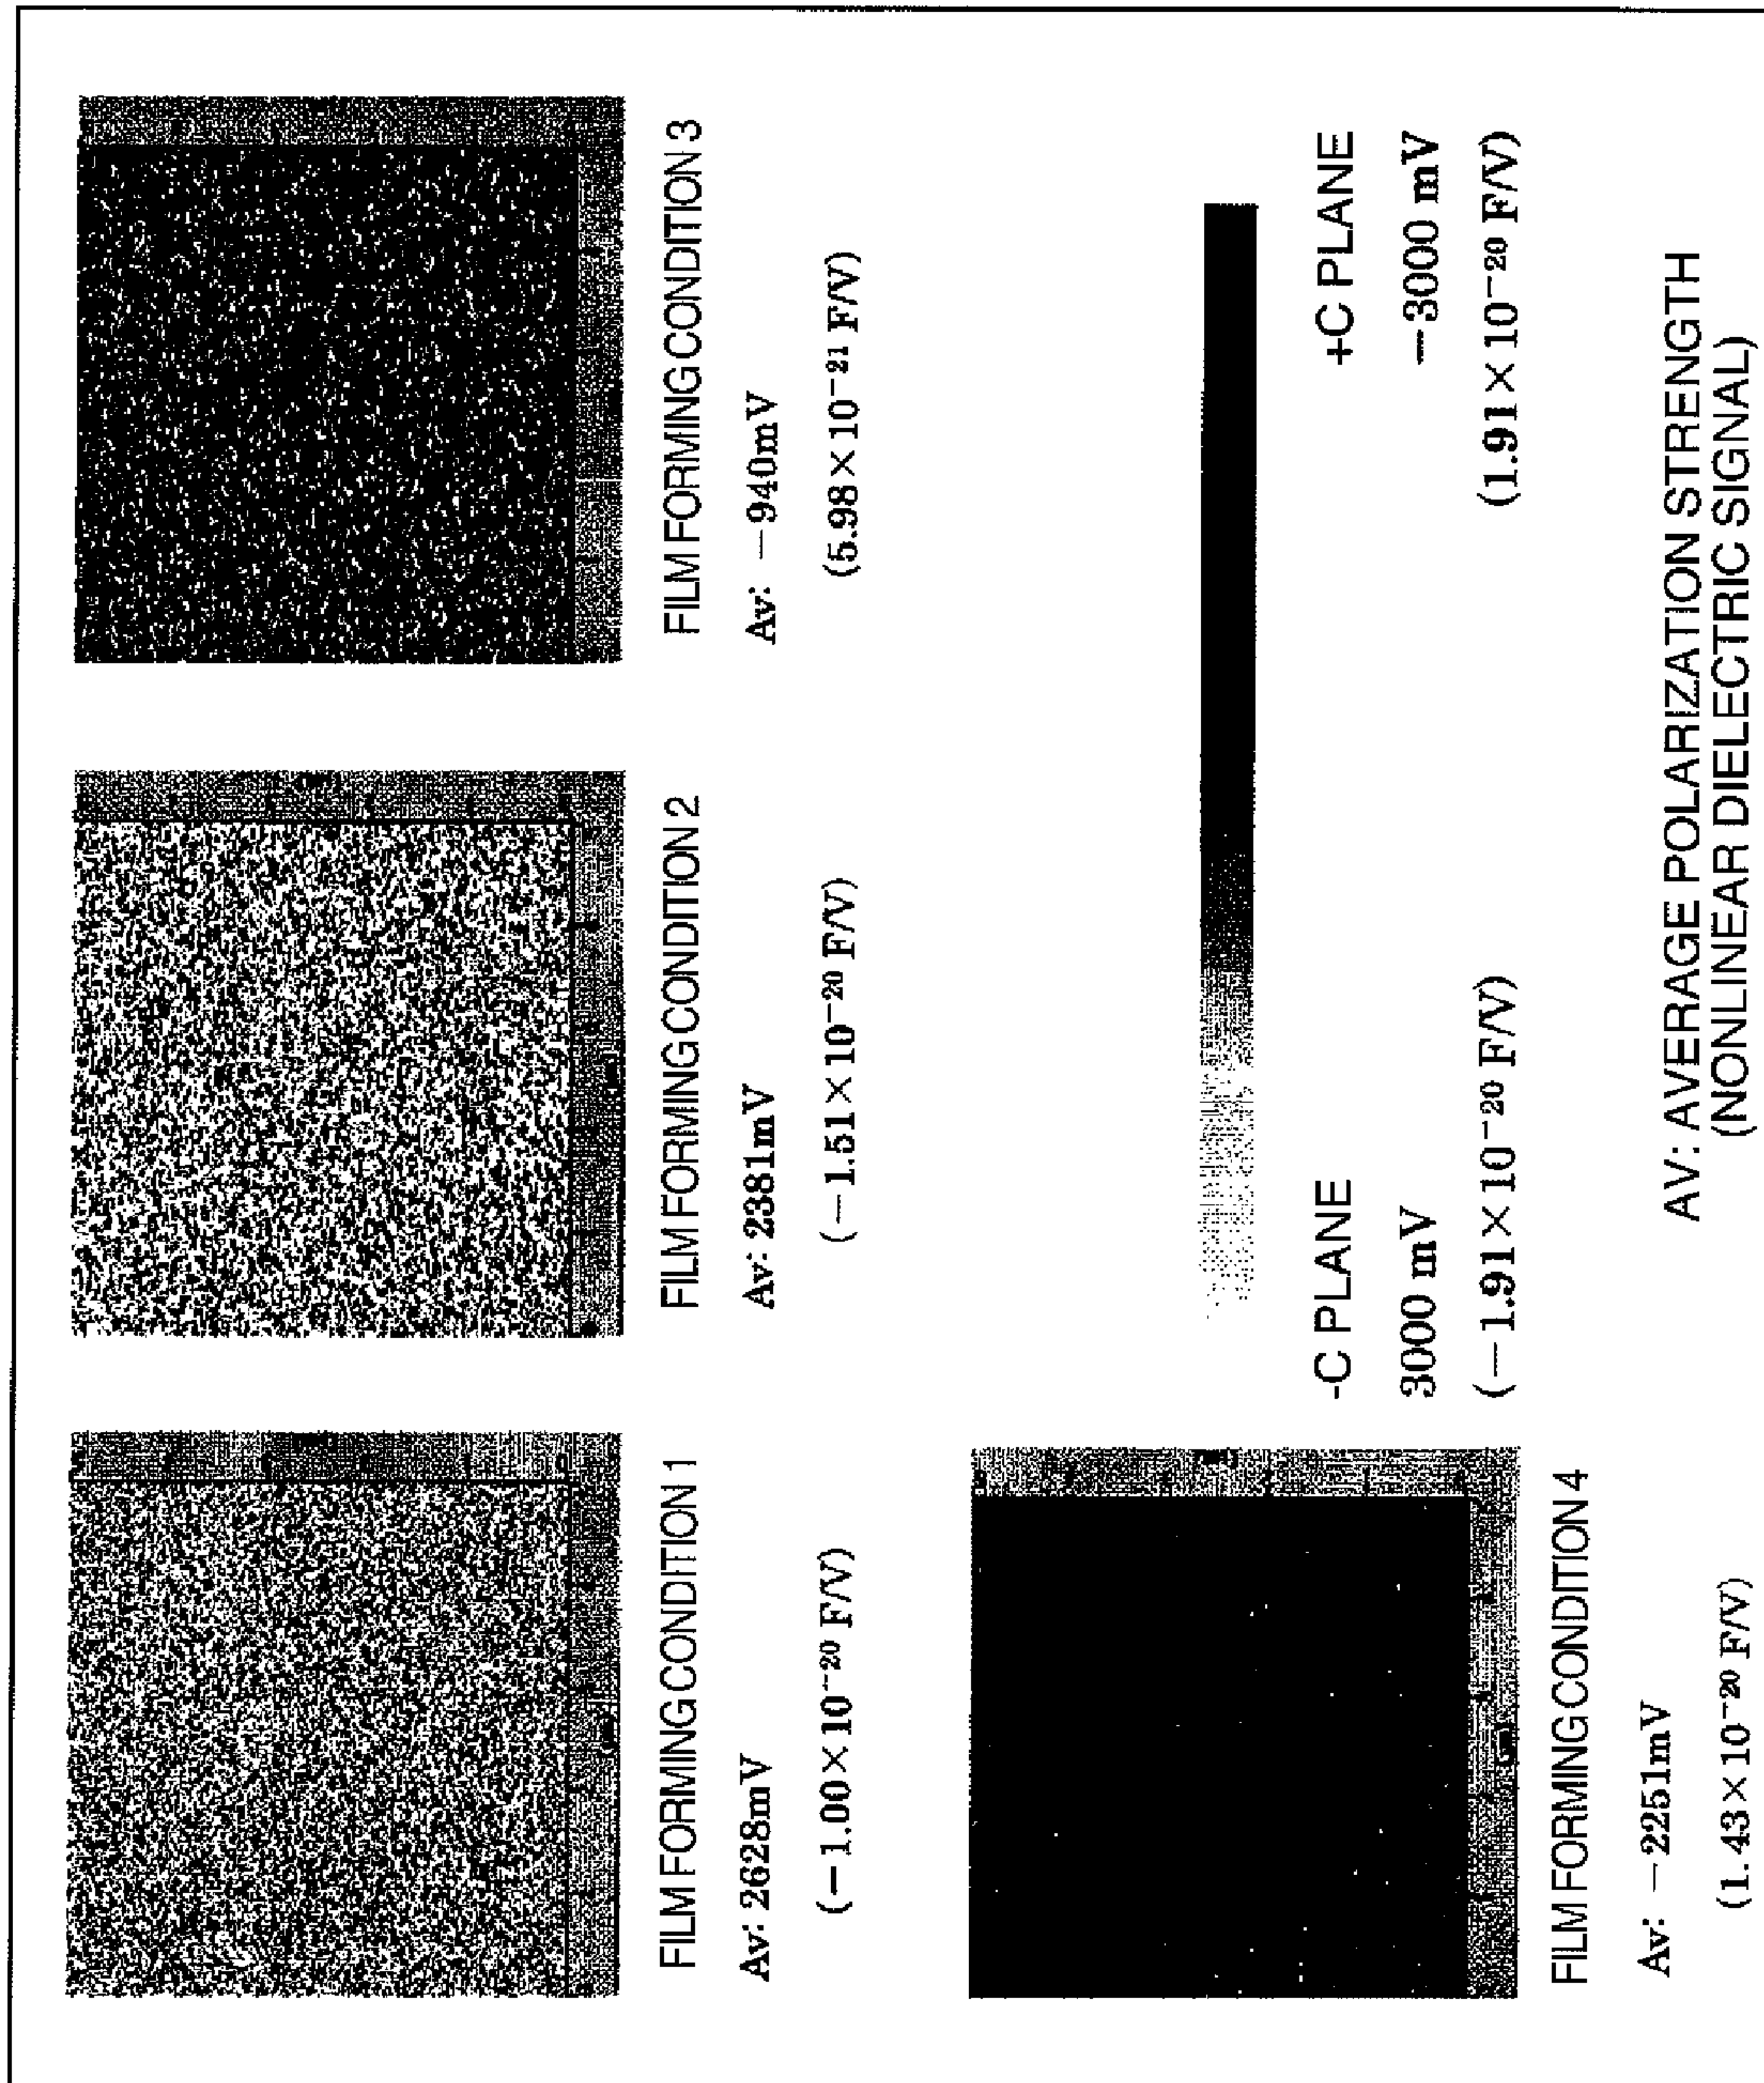 FILM FORMING CONDITION 1
Av: 2628mV
(−1.00×10⁻²⁰ F/V)
FILM FORMING CONDITION 2
Av: 2381mV
(−1.51×10⁻²⁰ F/V)
FILM FORMING CONDITION 3
Av: −940mV
(5.98×10⁻²¹ F/V)
FILM FORMING CONDITION 4
Av: −2251mV
(1.43×10⁻²⁰ F/V)
-C PLANE
3000 mV
(−1.91×10⁻²⁰ F/V)
+C PLANE
−3000 mV
(1.91×10⁻²⁰ F/V)
AV: AVERAGE POLARIZATION STRENGTH
(NONLINEAR DIELECTRIC SIGNAL)